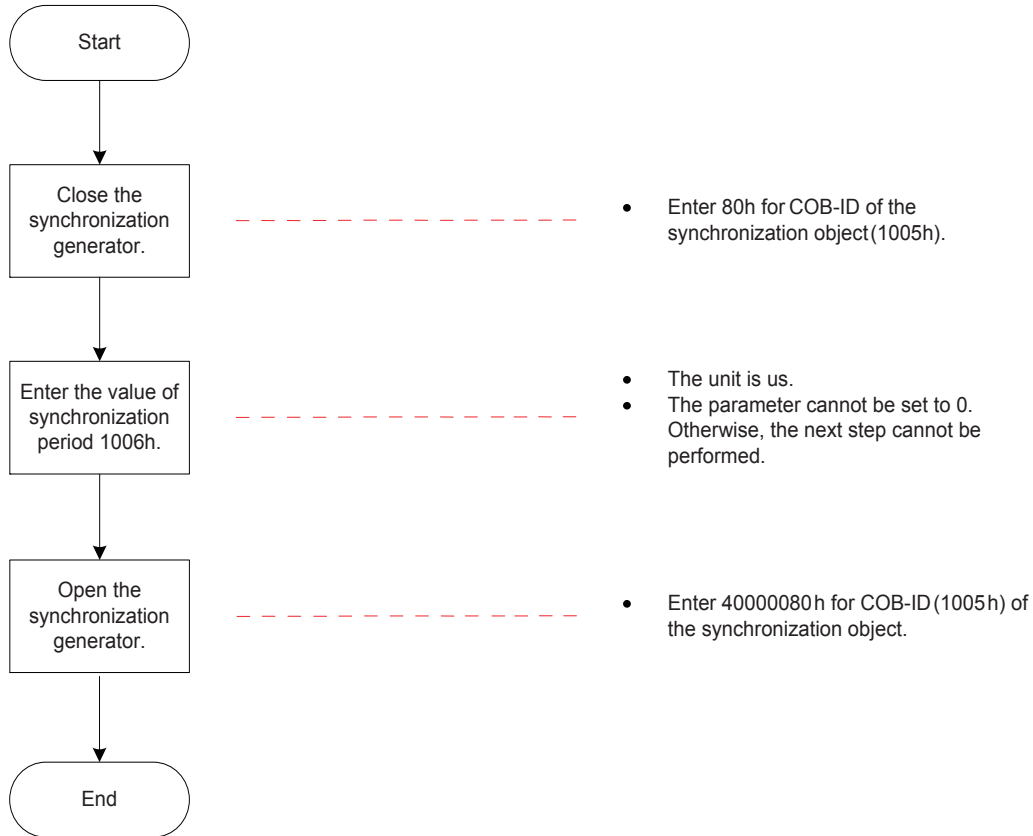 Start
Close the
synchronization
generator.
• Enter 80h for COB-ID of the
synchronization object (1005h).
Enter the value of
synchronization
period 1006h.
• The unit is us.
• The parameter cannot be set to 0.
Otherwise, the next step cannot be
performed.
Open the
synchronization
generator.
• Enter 40000080h for COB-ID (1005h) of
the synchronization object.
End